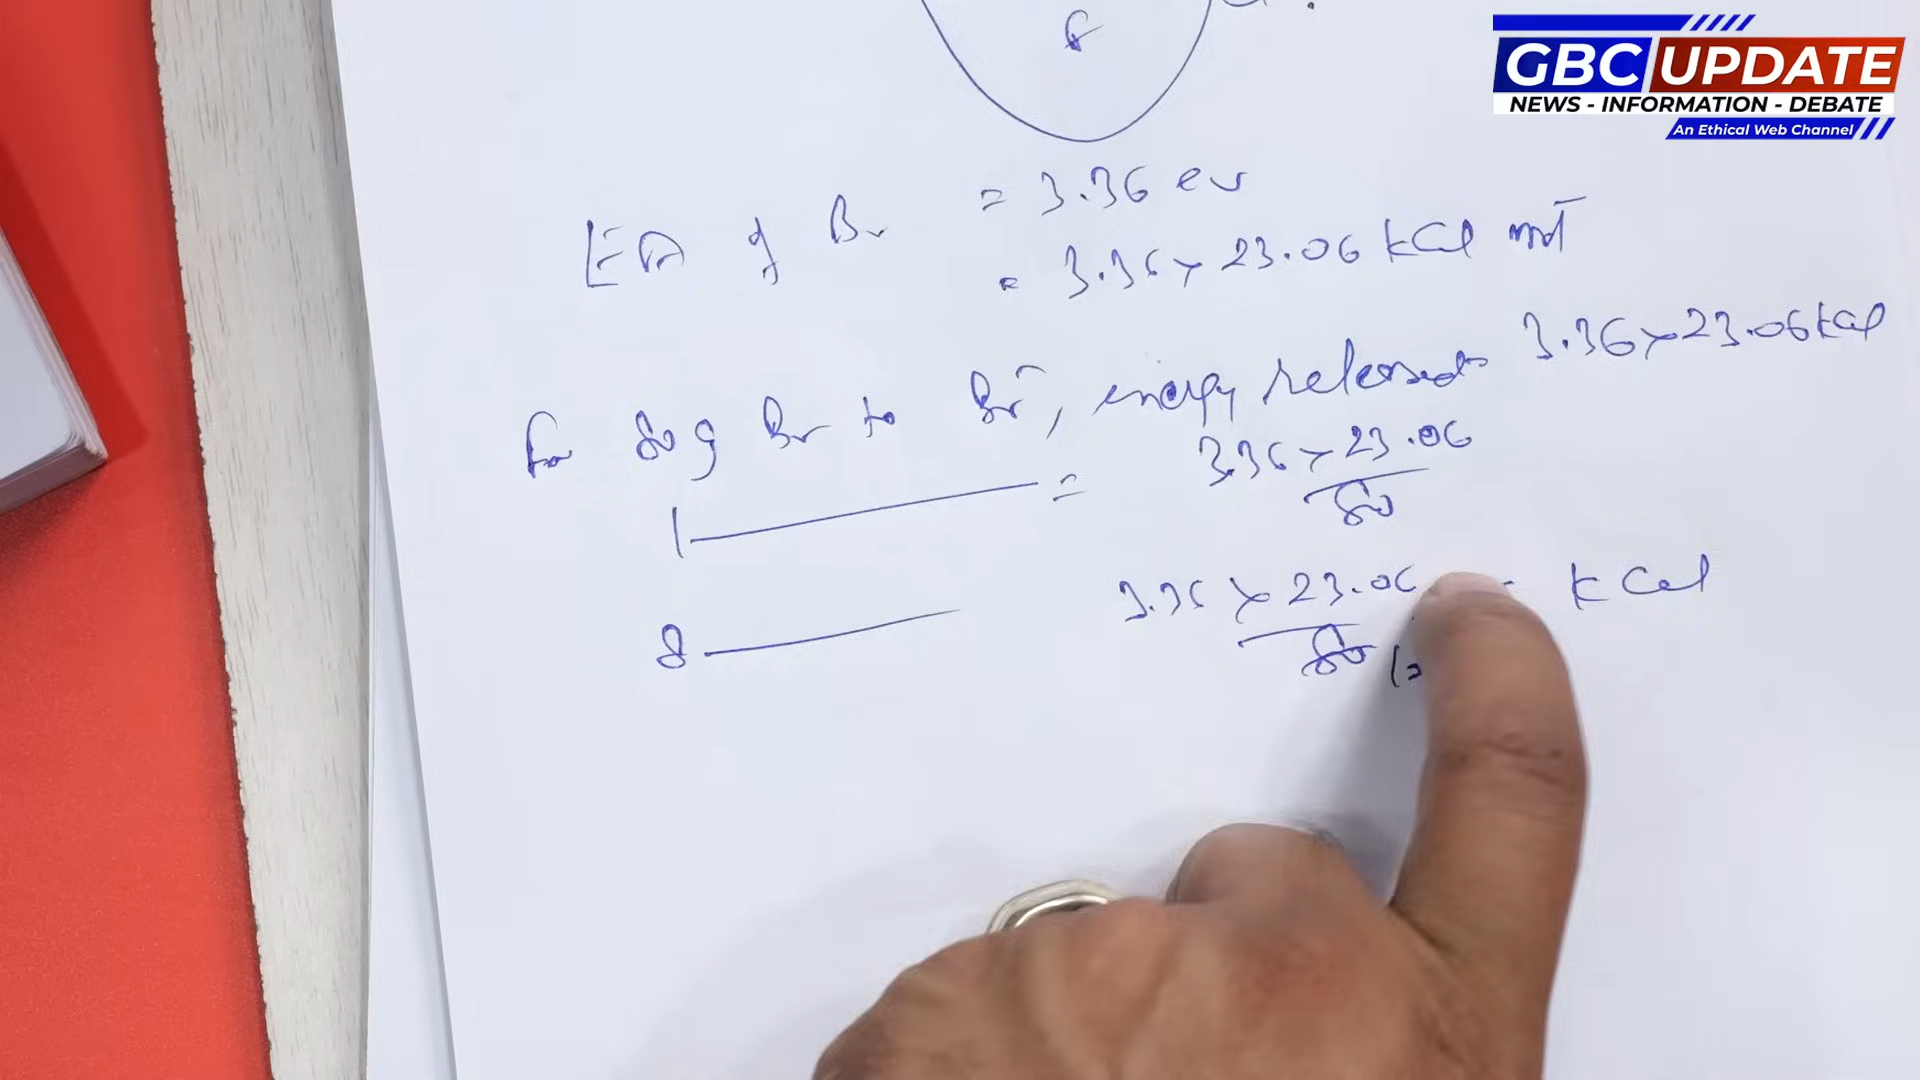 GBC UPDATE
NEWS - INFORMATION - DEBATE
An Ethical Web Channel
EA of Br = 3.36 ev
= 3.36 × 23.06 kCal mol⁻
For 80 g Br to Br⁻, energy released = 3.36 × 23.06 kCal
1 = 3.36 × 23.06
80
8 3.36 × 23.06 kCal
80